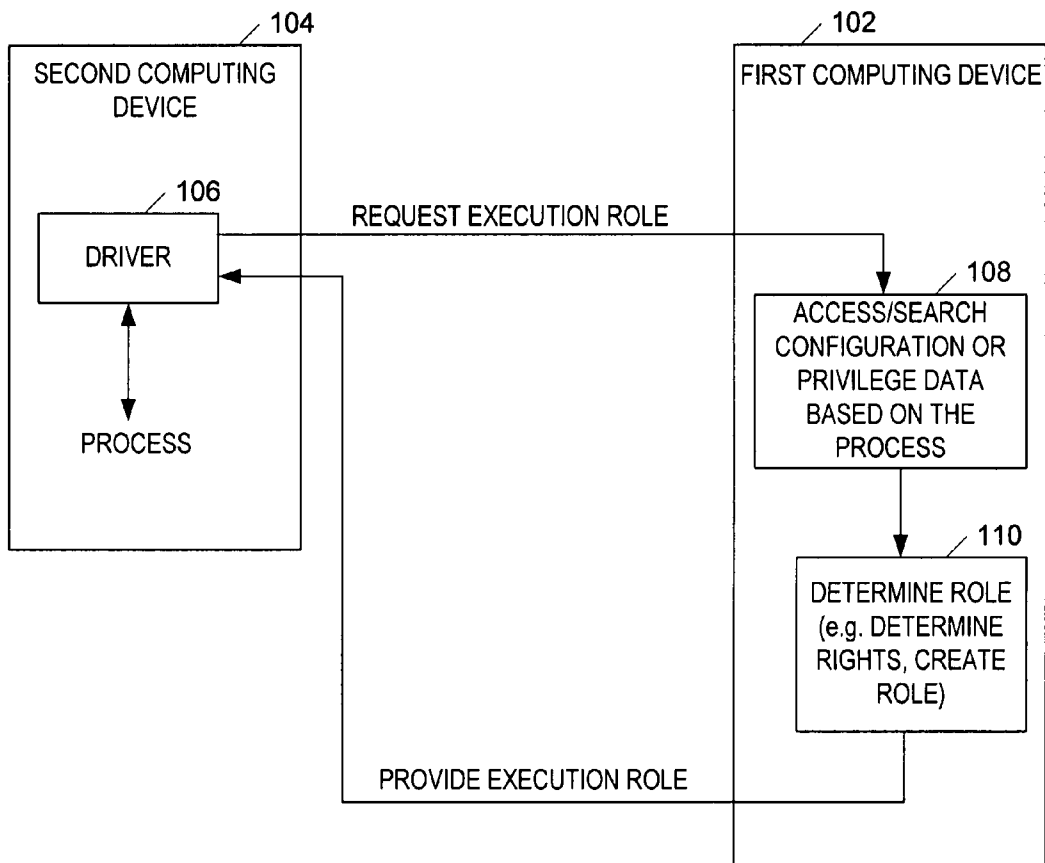 104
SECOND COMPUTING
DEVICE
106
DRIVER
PROCESS
REQUEST EXECUTION ROLE
102
FIRST COMPUTING DEVICE
108
ACCESS/SEARCH
CONFIGURATION OR
PRIVILEGE DATA
BASED ON THE
PROCESS
110
DETERMINE ROLE
(e.g. DETERMINE
RIGHTS, CREATE
ROLE)
PROVIDE EXECUTION ROLE